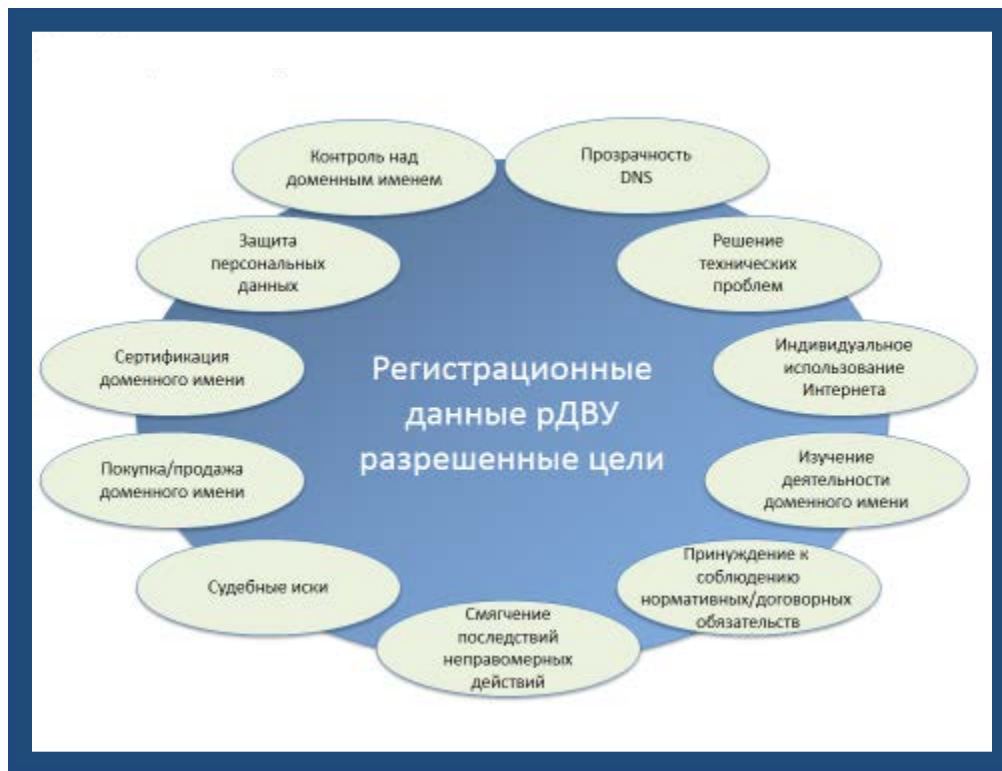 Контроль над
доменным именем
Прозрачность
DNS
Защита
персональных
данных
Решение
технических
проблем
Сертификация
доменного имени
Индивидуальное
использование
Интернета
Регистрационные
данные рДВУ
разрешенные цели
Покупка/продажа
доменного имени
Изучение
деятельности
доменного имени
Судебные иски
Принуждение к
соблюдению
нормативных/договорных
обязательств
Смягчение
последствий
неправомерных
действий